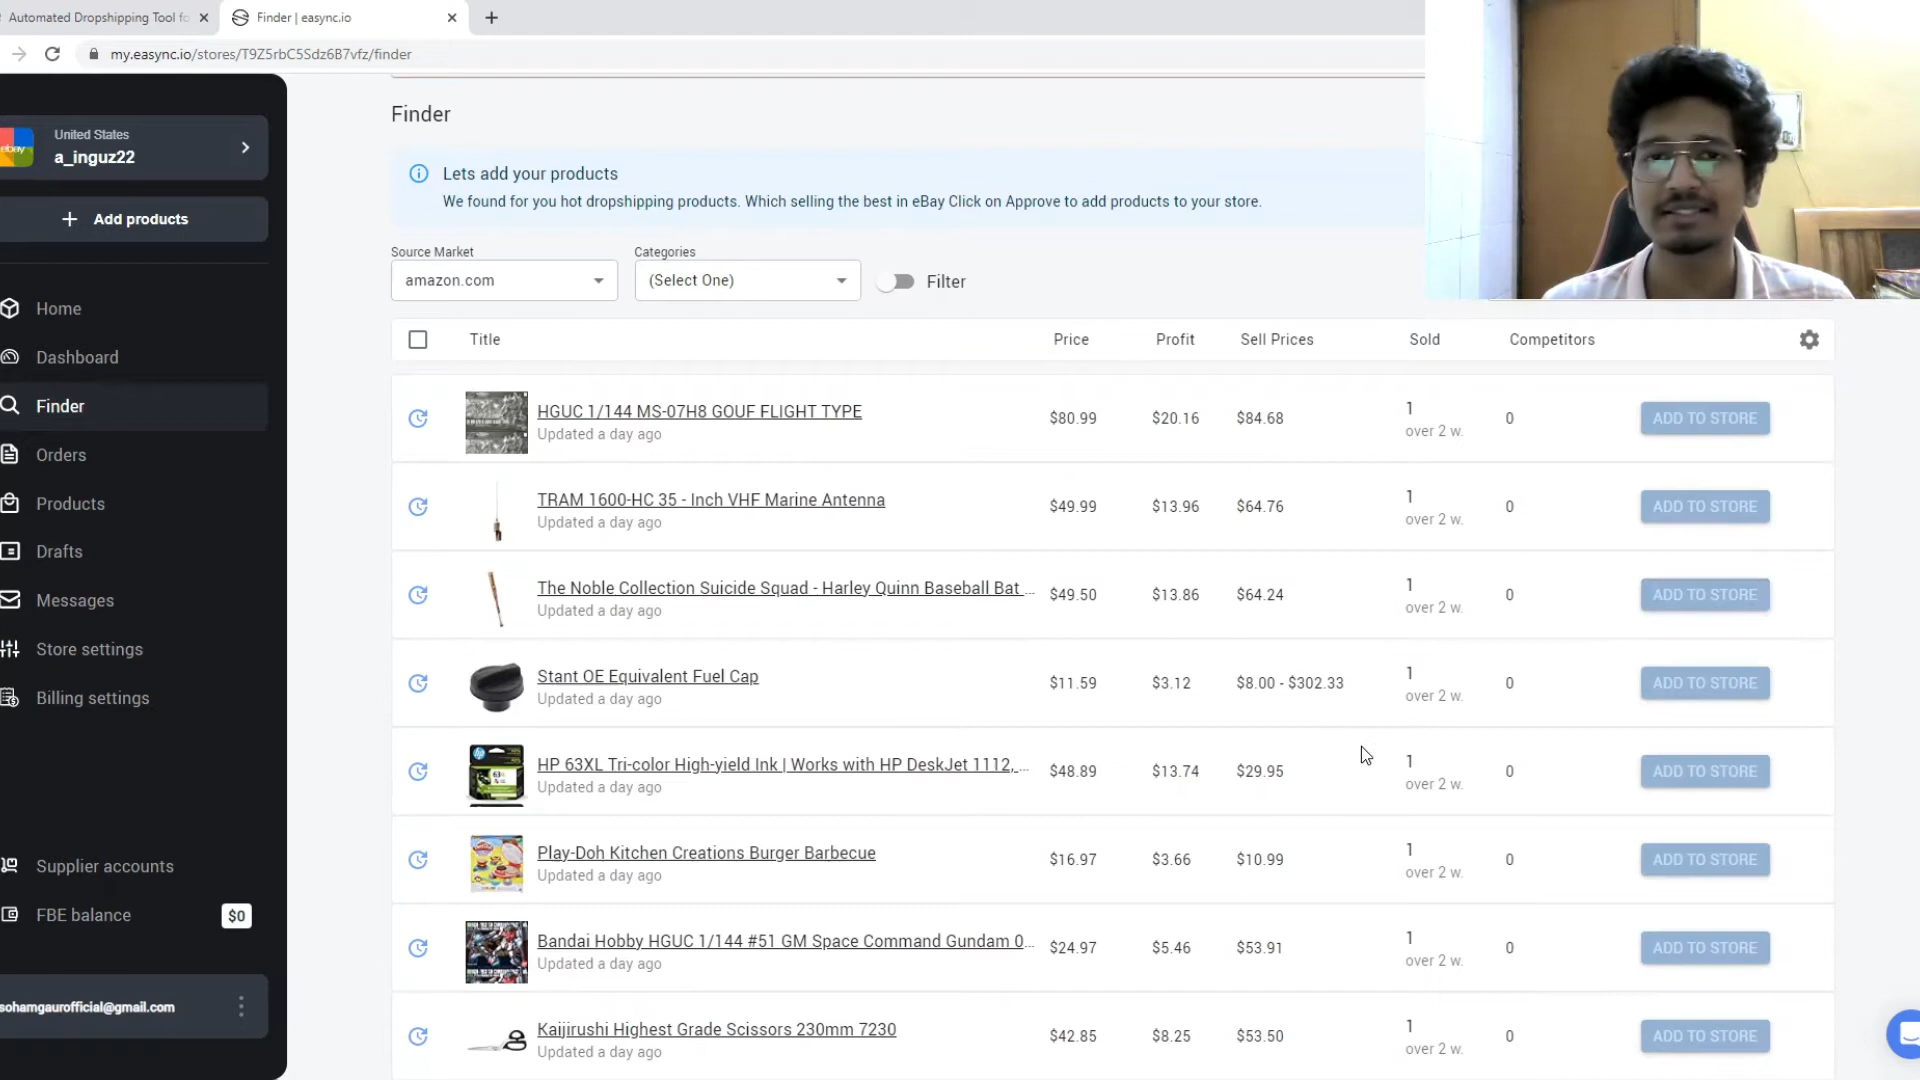 Automated Dropshipping Tool fo
Finder | easync.io
my.easync.io/stores/T9Z5rbC5Sdz6B7vfz/finder
ebay
United States
a_inguz22
Add products
Home
Dashboard
Finder
Orders
Products
Drafts
Messages
Store settings
Billing settings
Supplier accounts
FBE balance
$0
sohamgaurofficial@gmail.com
Finder
Lets add your products
We found for you hot dropshipping products. Which selling the best in eBay Click on Approve to add products to your store.
Source Market
amazon.com
Categories
(Select One)
Filter
Title Price Profit Sell Prices Sold Competitors
HGUC 1/144 MS-07H8 GOUF FLIGHT TYPE
Updated a day ago
$80.99 $20.16 $84.68 1 0 ADD TO STORE
over 2 w.
TRAM 1600-HC 35 - Inch VHF Marine Antenna
Updated a day ago
$49.99 $13.96 $64.76 1 0 ADD TO STORE
over 2 w.
The Noble Collection Suicide Squad - Harley Quinn Baseball Bat ...
Updated a day ago
$49.50 $13.86 $64.24 1 0 ADD TO STORE
over 2 w.
Stant OE Equivalent Fuel Cap
Updated a day ago
$11.59 $3.12 $8.00 - $302.33 1 0 ADD TO STORE
over 2 w.
HP 63XL Tri-color High-yield Ink | Works with HP DeskJet 1112, ...
Updated a day ago
$48.89 $13.74 $29.95 1 0 ADD TO STORE
over 2 w.
Play-Doh Kitchen Creations Burger Barbecue
Updated a day ago
$16.97 $3.66 $10.99 1 0 ADD TO STORE
over 2 w.
Bandai Hobby HGUC 1/144 #51 GM Space Command Gundam 0...
Updated a day ago
$24.97 $5.46 $53.91 1 0 ADD TO STORE
over 2 w.
Kaijirushi Highest Grade Scissors 230mm 7230
Updated a day ago
$42.85 $8.25 $53.50 1 0 ADD TO STORE
over 2 w.